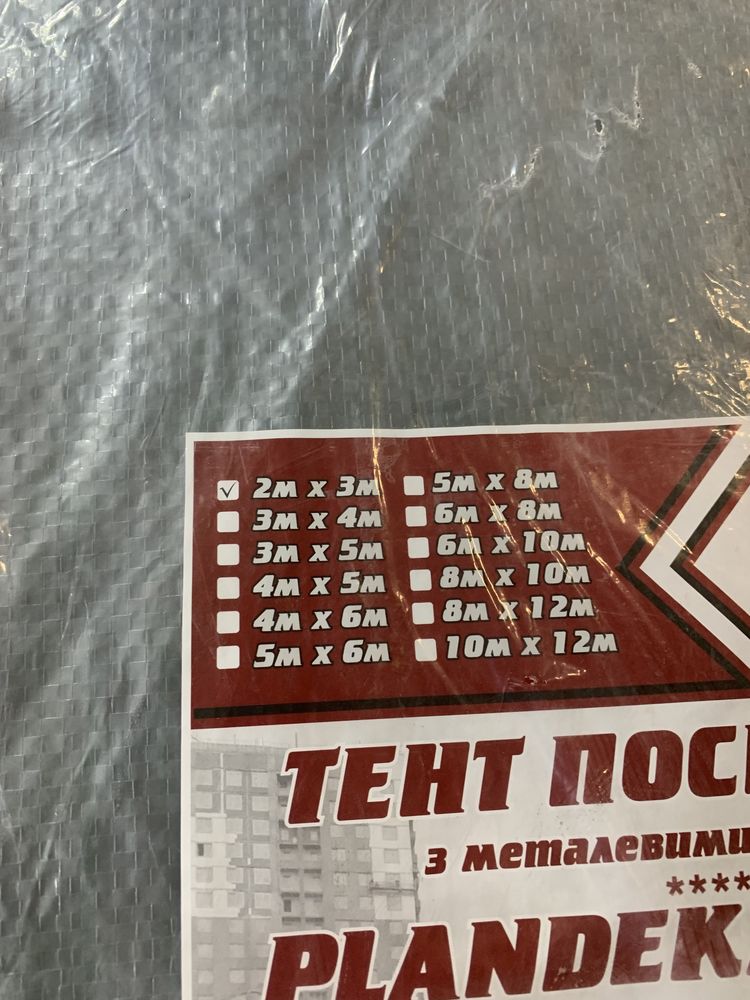 2м x 3м
3м x 4м
3м x 5м
4м x 5м
4м x 6м
5м x 6м
5м x 8м
6м x 8м
6м x 10м
8м x 10м
8м x 12м
10м x 12м
ТЕНТ
з металевими
****